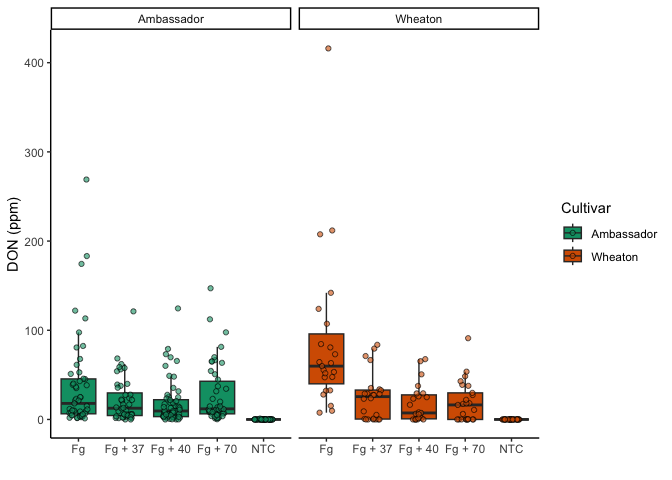 Ambassador Wheaton
400
300
200
100
0
DON (ppm)
Fg Fg + 37 Fg + 40 Fg + 70 NTC Fg Fg + 37 Fg + 40 Fg + 70 NTC
Cultivar
Ambassador
Wheaton